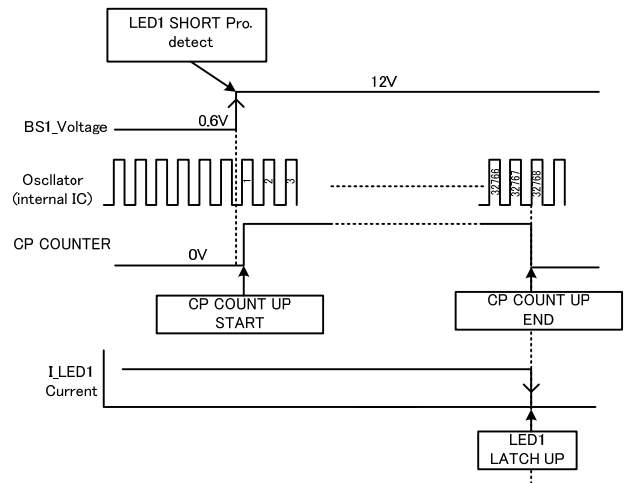 LED1 SHORT Pro.
detect
12V
BS1_Voltage
0.6V
Oscllator
(internal IC)
1
2
3
32766
32767
32768
CP COUNTER
0V
CP COUNT UP
START
CP COUNT UP
END
I_LED1
Current
LED1
LATCH UP